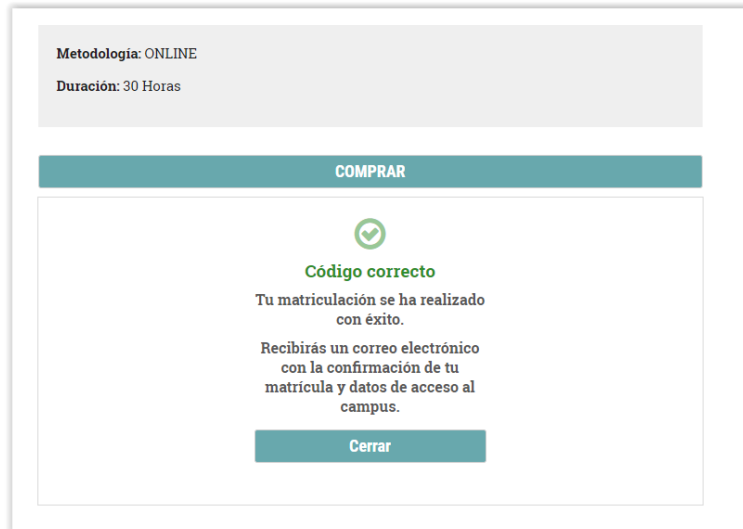 Metodología: ONLINE
Duración: 30 Horas
COMPRAR
Código correcto
Tu matriculación se ha realizado
con éxito.
Recibirás un correo electrónico
con la confirmación de tu
matrícula y datos de acceso al
campus.
Cerrar